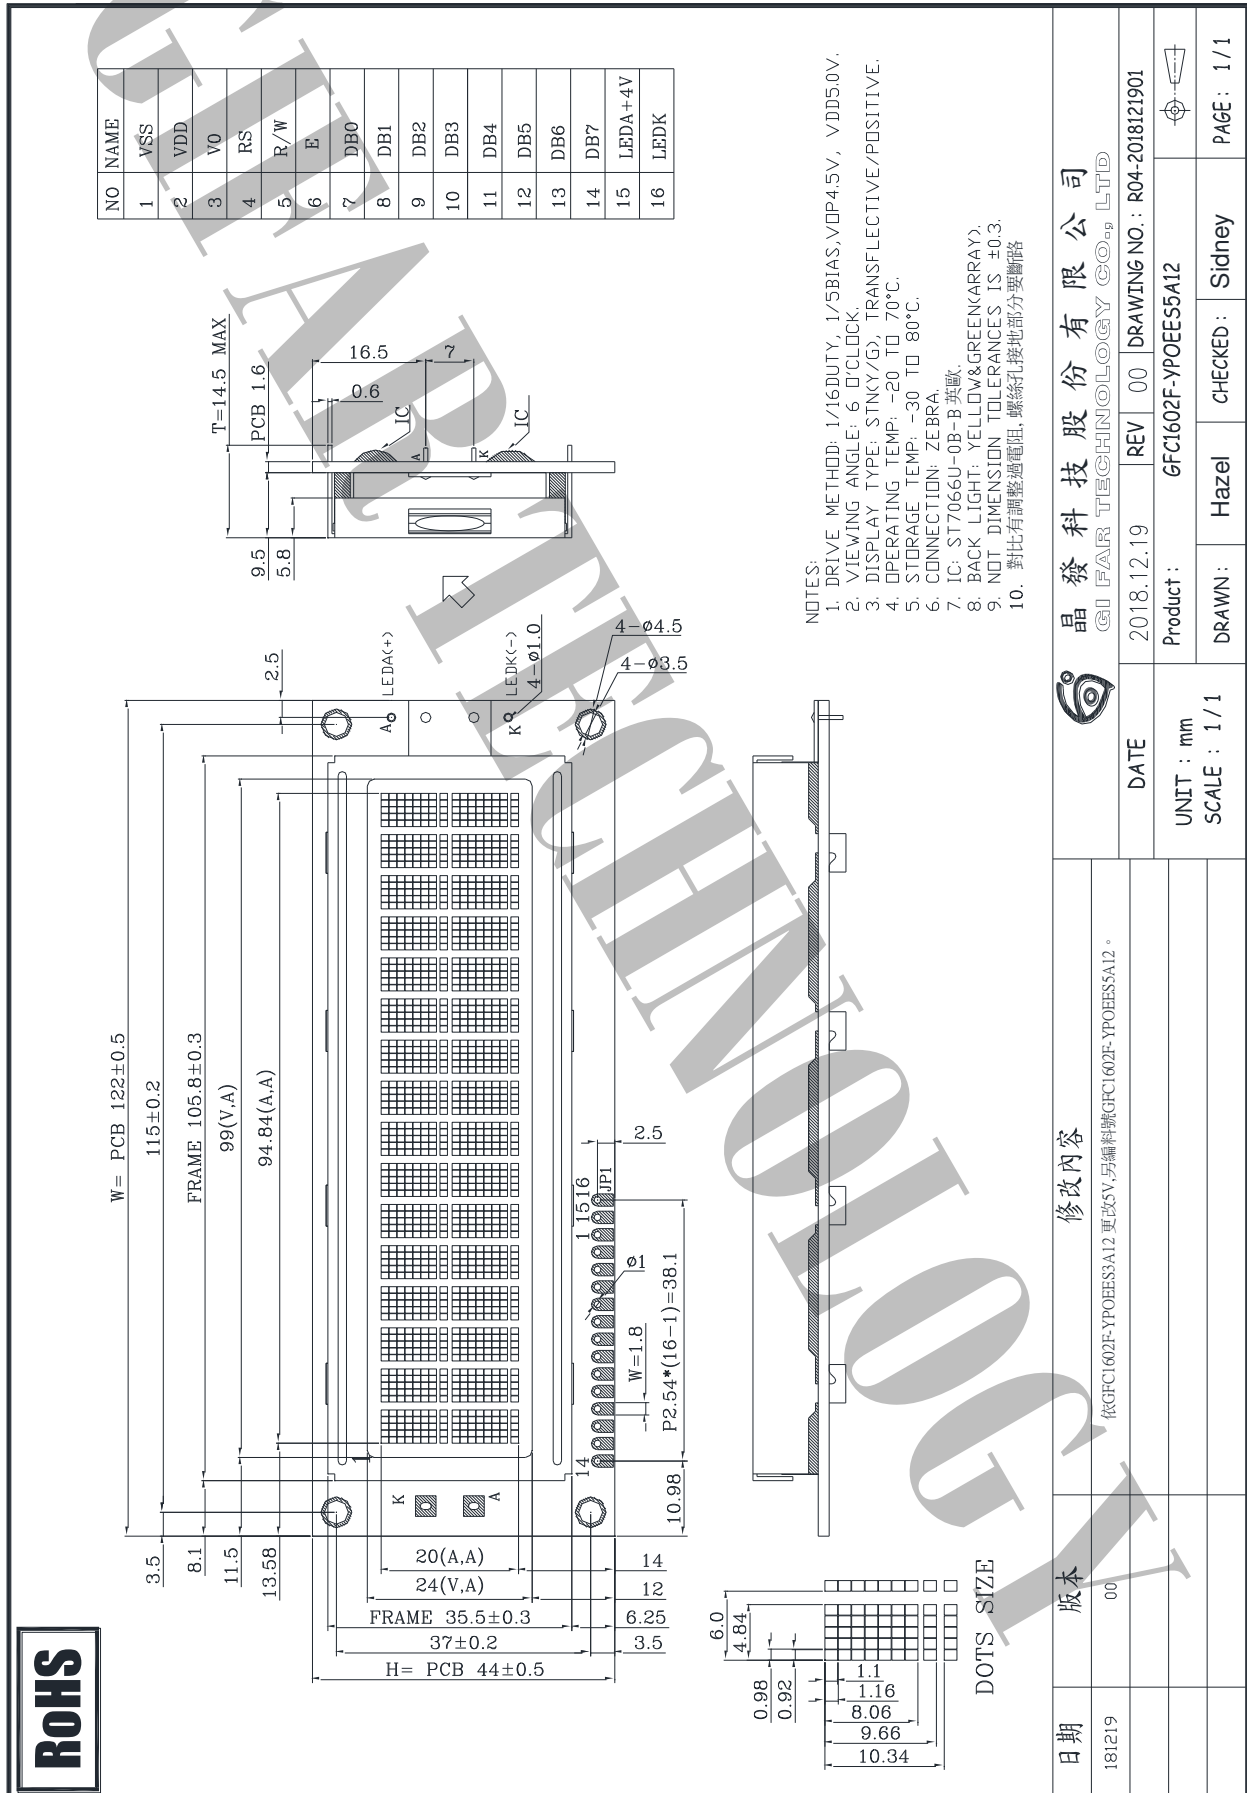 RoHS
NO NAME
1 VSS
2 VDD
3 V0
4 RS
5 R/W
6 E
7 DB0
8 DB1
9 DB2
10 DB3
11 DB4
12 DB5
13 DB6
14 DB7
15 LEDA+4V
16 LEDK
W= PCB 122±0.5
115±0.2
FRAME 105.8±0.3
99(V,A)
94.84(A,A)
3.5
8.1
11.5
13.58
2.5
A
LEDA(+)
K
LEDK(-)
4-ø1.0
4-ø4.5
4-ø3.5
K
A
1
20(A,A)
24(V,A)
FRAME 35.5±0.3
37±0.2
H= PCB 44±0.5
14
12
6.25
3.5
10.98
14
1 15 16
JP1
2.5
ø1
W=1.8
P2.54*(16-1)=38.1
T=14.5 MAX
PCB 1.6
0.6
9.5
5.8
16.5
7
IC
A
K
IC
6.0
4.84
0.98
0.92
1.1
1.16
8.06
9.66
10.34
DOTS SIZE
NOTES:
1. DRIVE METHOD: 1/16DUTY, 1/5BIAS,VOP4.5V, VDD5.0V.
2. VIEWING ANGLE: 6 O'CLOCK.
3. DISPLAY TYPE: STN(Y/G), TRANSFLECTIVE/POSITIVE.
4. OPERATING TEMP: -20 TO 70°C.
5. STORAGE TEMP: -30 TO 80°C.
6. CONNECTION: ZEBRA.
7. IC: ST7066U-0B-B 英歐.
8. BACK LIGHT: YELLOW&GREEN(ARRAY).
9. NOT DIMENSION TOLERANCES IS ±0.3.
10. 對比有調整過電阻, 螺絲孔接地部分要斷路
日期 版本 修改內容
181219 00 依GFC1602F-YPOEES3A12 更改5V,另編料號GFC1602F-YPOEES5A12。
晶發科技股份有限公司
GI FAR TECHNOLOGY CO., LTD
DATE 2018.12.19 REV 00 DRAWING NO. : R04-2018121901
UNIT : mm
SCALE : 1/1
Product : GFC1602F-YPOEES5A12
DRAWN : Hazel CHECKED : Sidney PAGE : 1/1
GIFAR TECHNOLOGY